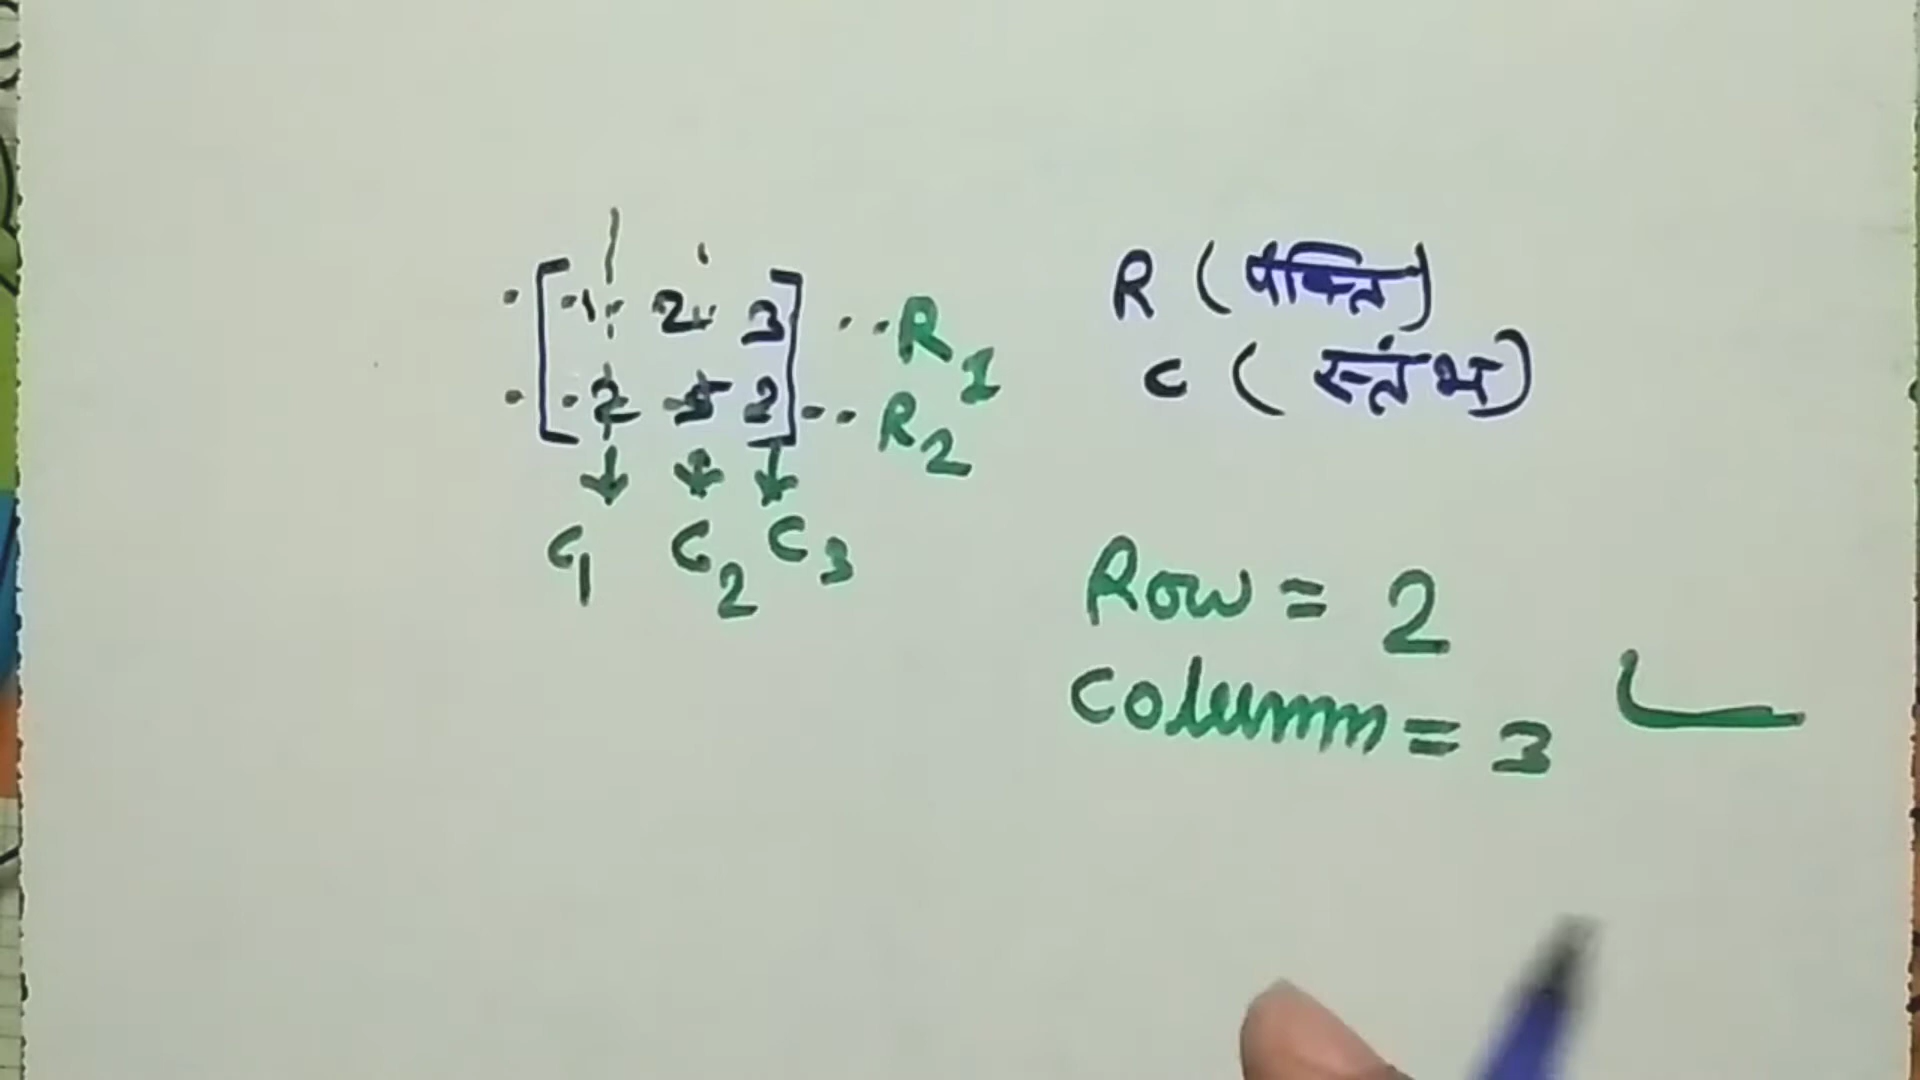 [ 1 2 3 ] R1
[ 2 5 2 ] R2
C1 C2 C3
R (पंक्ति)
C (स्तंभ)
Row = 2
Column = 3